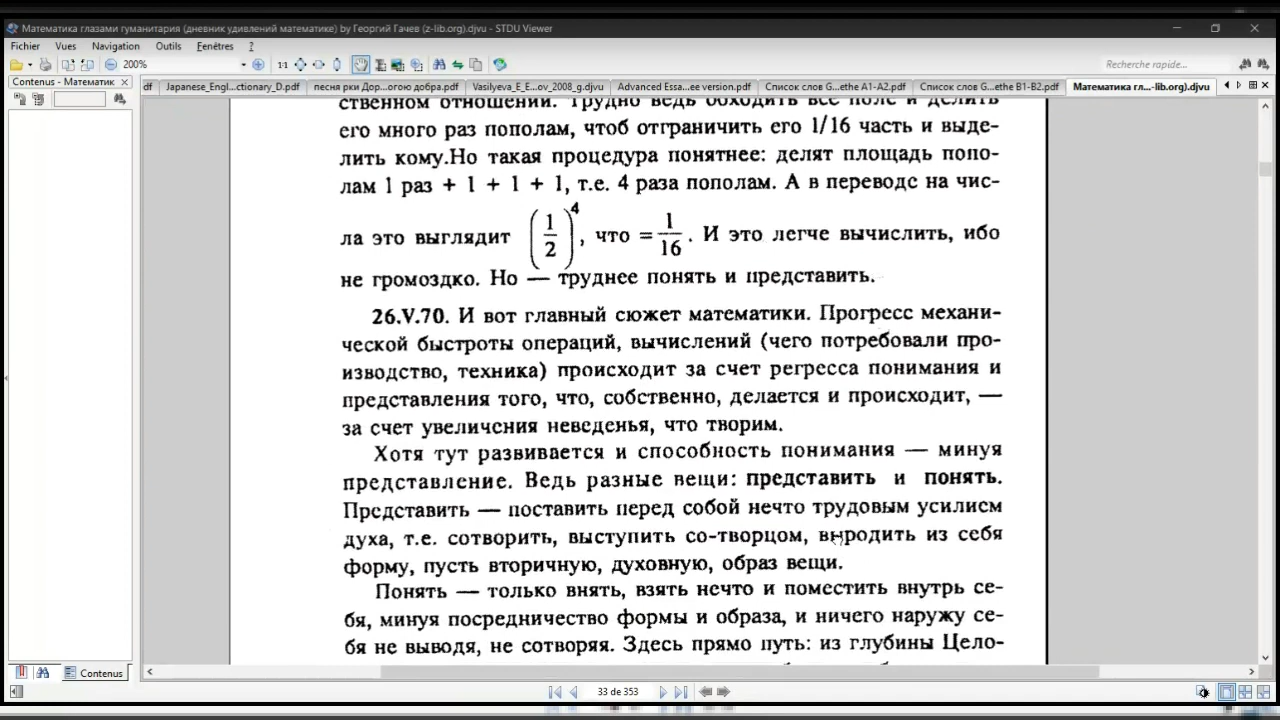 Математика глазами гуманитария (дневник удивлений математике) by Георгий Гачев (z-lib.org).djvu - STDU Viewer
Fichier Vues Navigation Outils Fenêtres ?
200%
Recherche rapide...
Contenus - Математик
df Japanese_Engl...ctionary_D.pdf песня рки Дор...огою добра.pdf Vasilyeva_E_E...ov_2008_g.djvu Advanced Essa...ee version.pdf Список слов G...ethe A1-A2.pdf Список слов G...ethe B1-B2.pdf Математика гл...-lib.org).djvu
ственном отношении. Трудно ведь обходить все поле и делить
его много раз пополам, чтоб отграничить его 1/16 часть и выде-
лить кому.Но такая процедура понятнее: делят площадь попо-
лам 1 раз + 1 + 1 + 1, т.е. 4 раза пополам. А в переводе на чис-
ла это выглядит (1/2)^4, что = 1/16. И это легче вычислить, ибо
не громоздко. Но — труднее понять и представить.
26.V.70. И вот главный сюжет математики. Прогресс механи-
ческой быстроты операций, вычислений (чего потребовали про-
изводство, техника) происходит за счет регресса понимания и
представления того, что, собственно, делается и происходит, —
за счет увеличения неведенья, что творим.
Хотя тут развивается и способность понимания — минуя
представление. Ведь разные вещи: представить и понять.
Представить — поставить перед собой нечто трудовым усилием
духа, т.е. сотворить, выступить со-творцом, выродить из себя
форму, пусть вторичную, духовную, образ вещи.
Понять — только внять, взять нечто и поместить внутрь се-
бя, минуя посредничество формы и образа, и ничего наружу се-
бя не выводя, не сотворяя. Здесь прямо путь: из глубины Цело-
Contenus
33 de 353